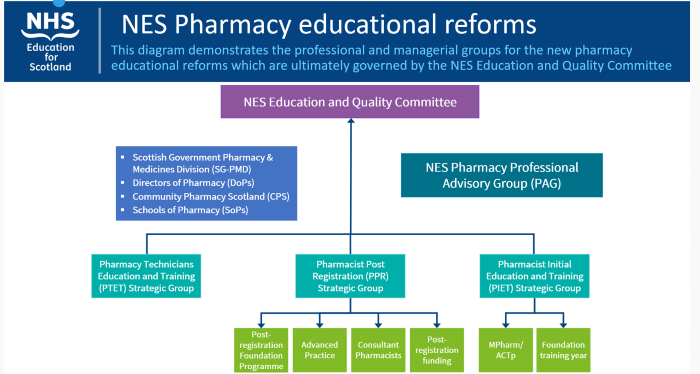 NHS
Education
for
Scotland
NES Pharmacy educational reforms
This diagram demonstrates the professional and managerial groups for the new pharmacy
educational reforms which are ultimately governed by the NES Education and Quality Committee
NES Education and Quality Committee
▪ Scottish Government Pharmacy &
Medicines Division (SG-PMD)
▪ Directors of Pharmacy (DoPs)
▪ Community Pharmacy Scotland (CPS)
▪ Schools of Pharmacy (SoPs)
NES Pharmacy Professional
Advisory Group (PAG)
Pharmacy Technicians
Education and Training
(PTET) Strategic Group
Pharmacist Post
Registration (PPR)
Strategic Group
Pharmacist Initial
Education and Training
(PIET) Strategic Group
Post-
registration
Foundation
Programme
Advanced
Practice
Consultant
Pharmacists
Post-
registration
funding
MPharm/
ACTp
Foundation
training year